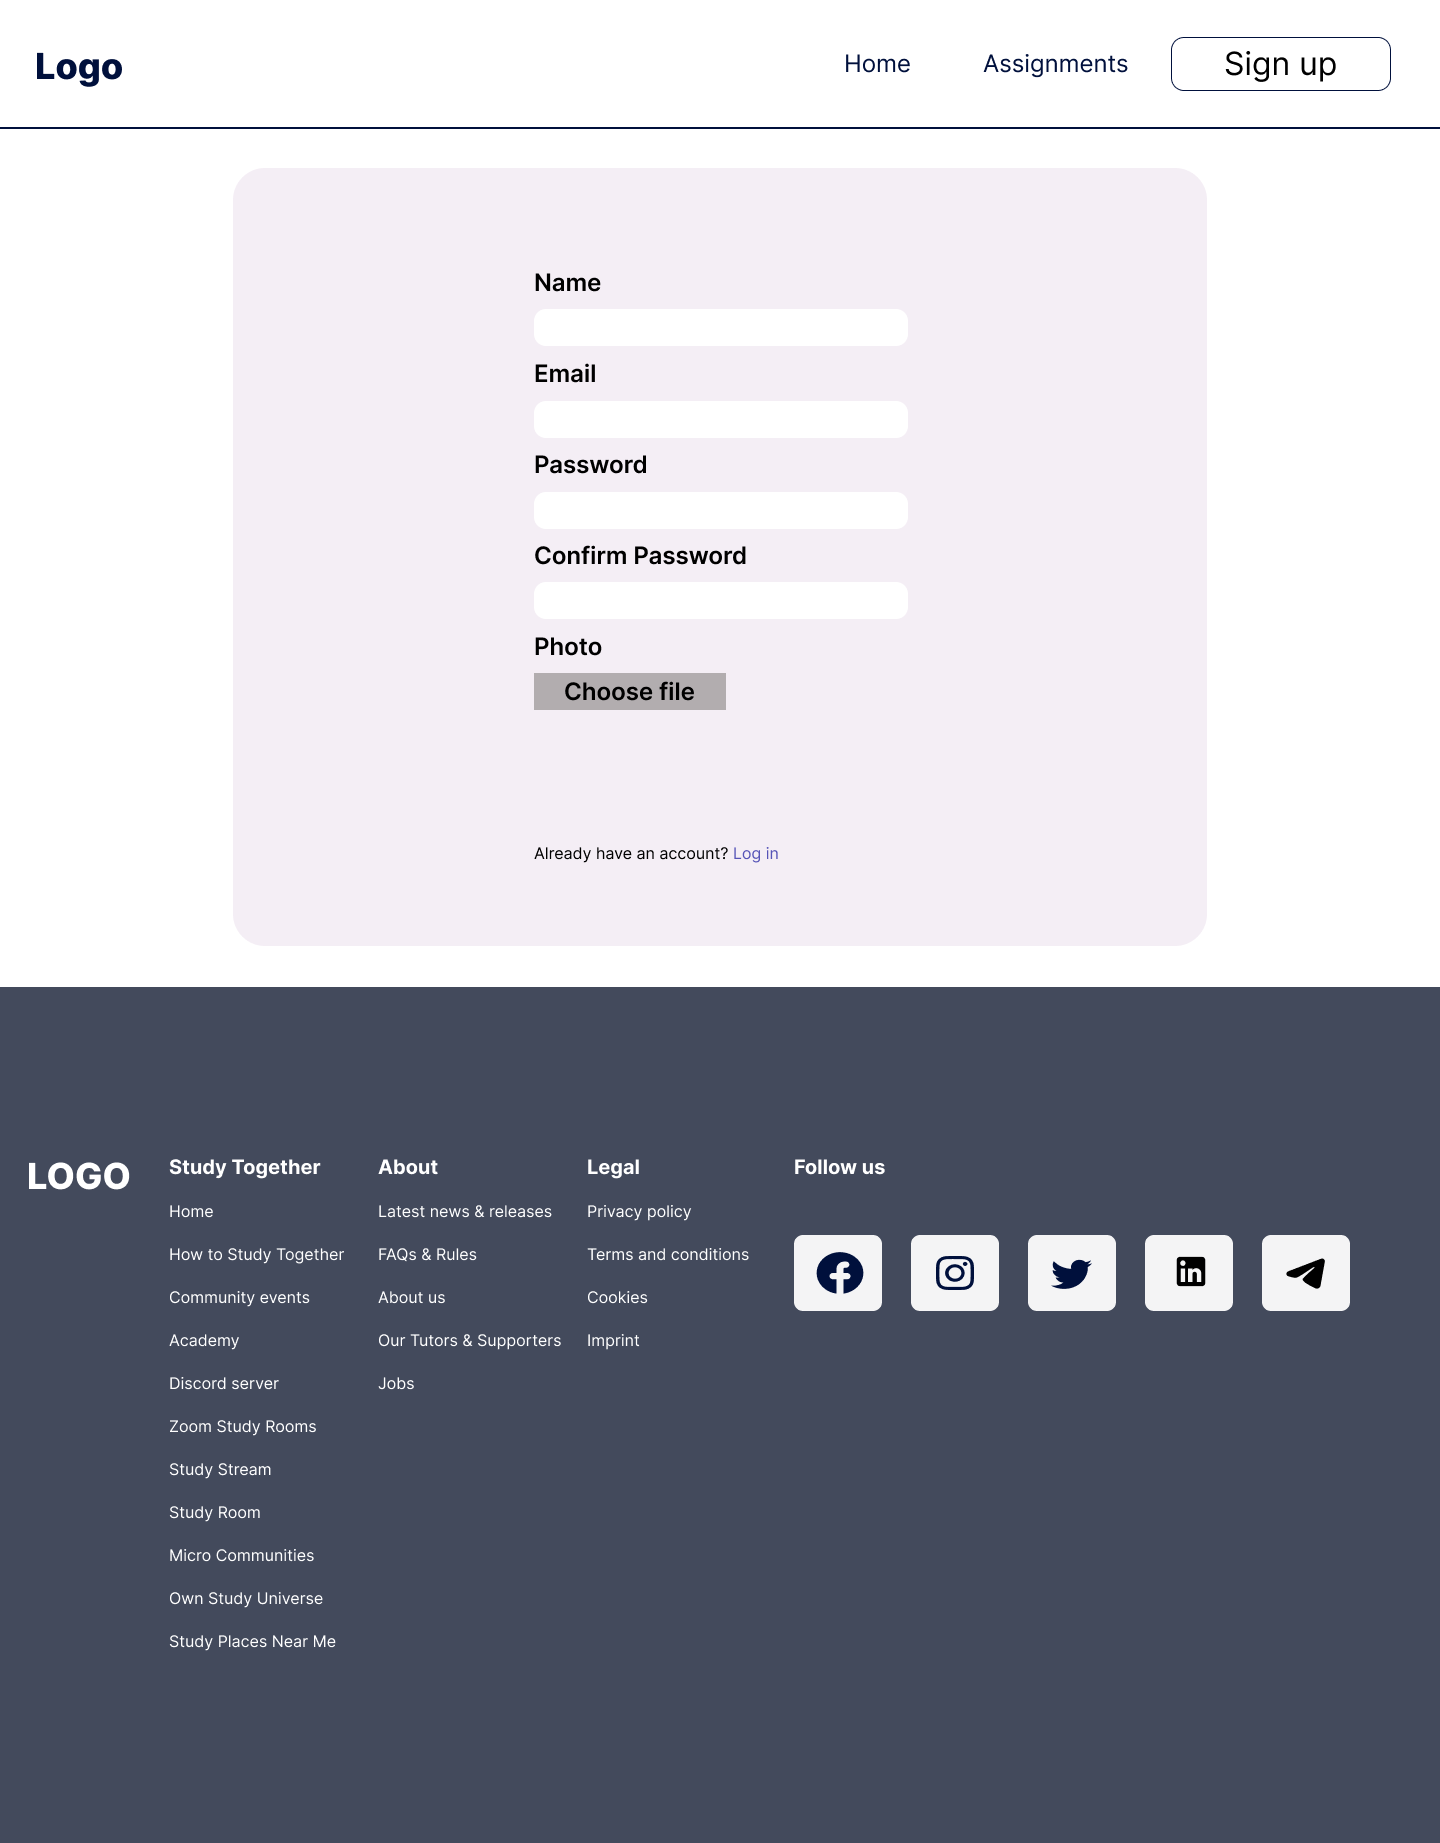 Logo
Home
Assignments
Sign up
Name
Email
Password
Confirm Password
Photo
Choose file
Already have an account? Log in
LOGO
Study Together
Home
How to Study Together
Community events
Academy
Discord server
Zoom Study Rooms
Study Stream
Study Room
Micro Communities
Own Study Universe
Study Places Near Me
About
Latest news & releases
FAQs & Rules
About us
Our Tutors & Supporters
Jobs
Legal
Privacy policy
Terms and conditions
Cookies
Imprint
Follow us